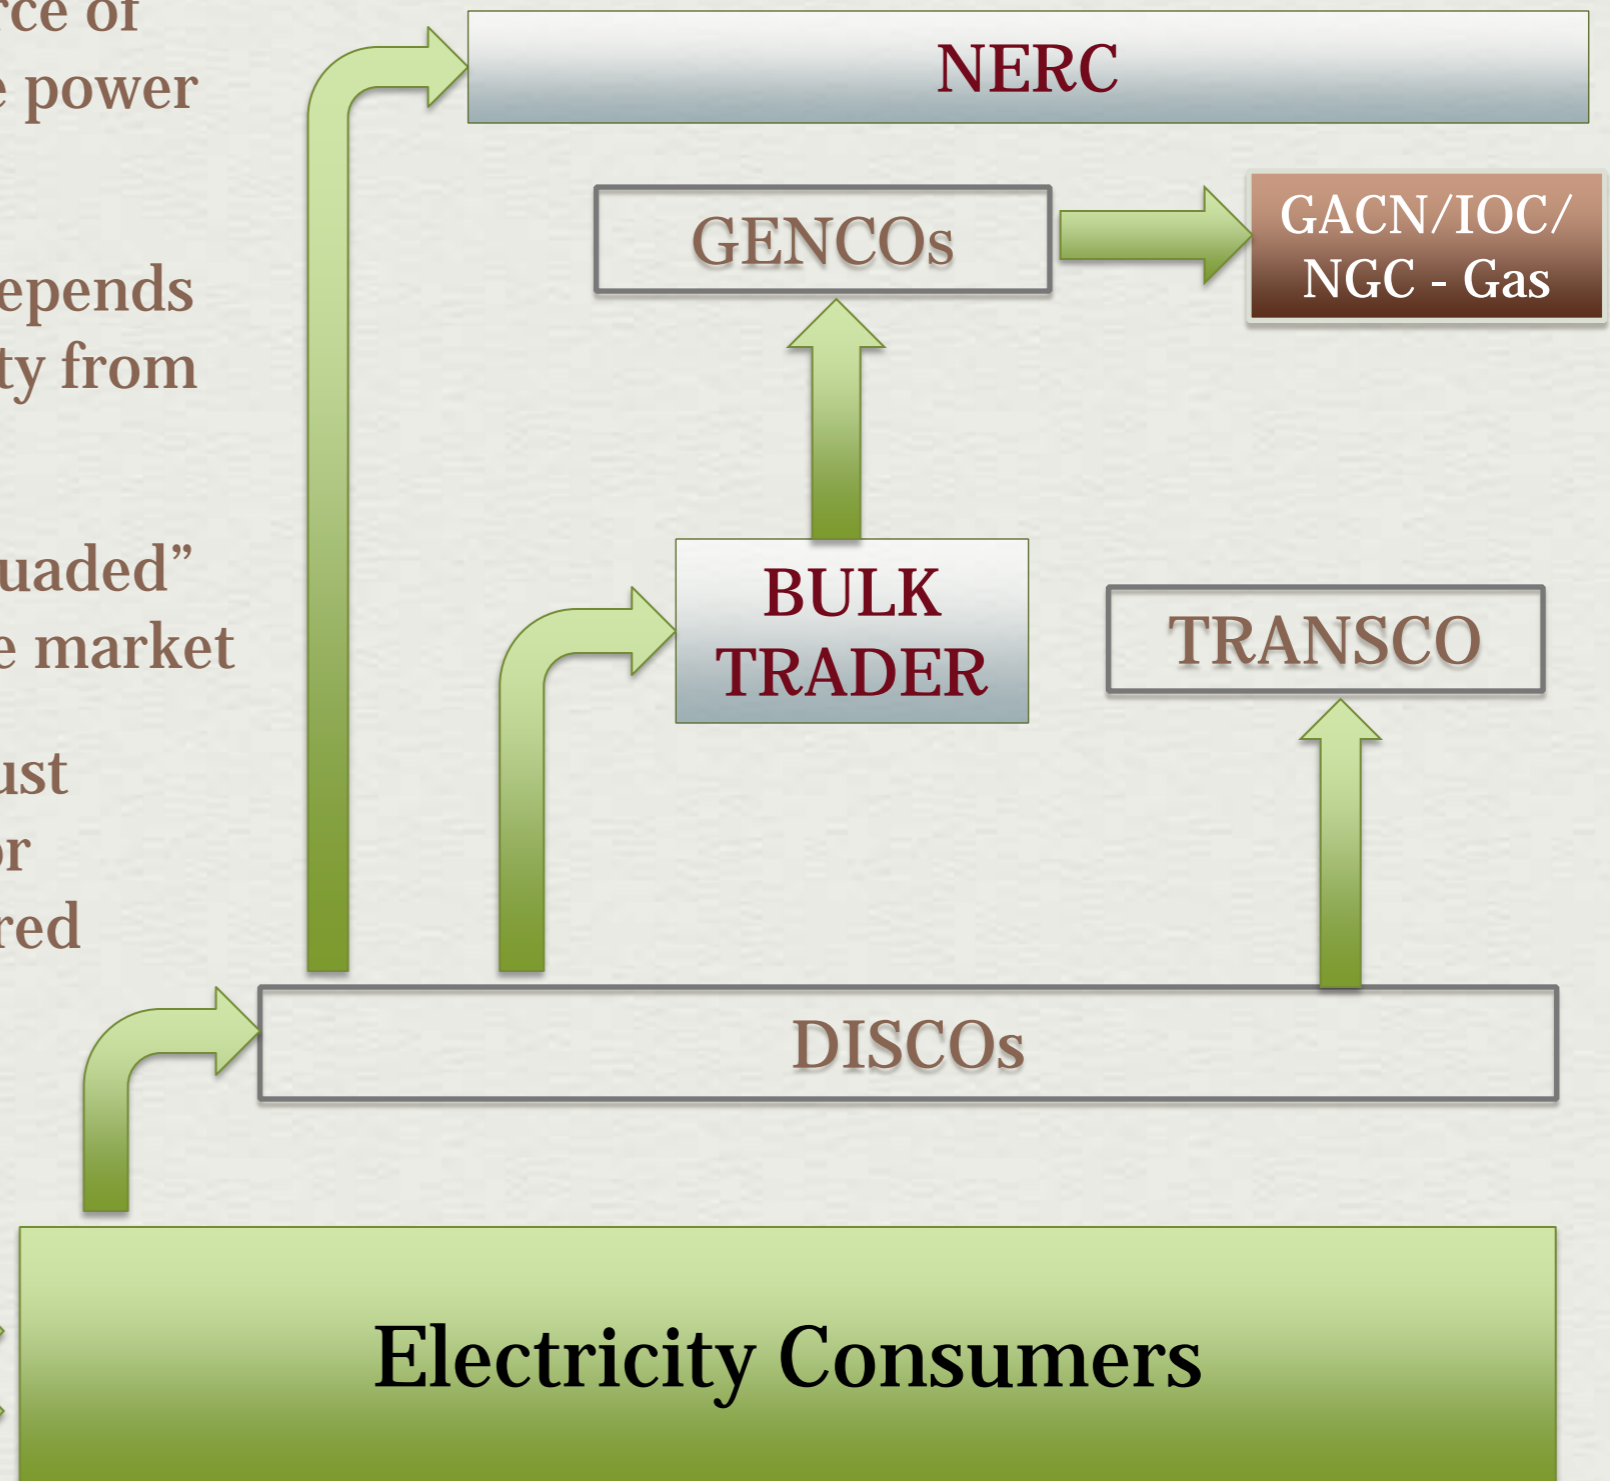 rce of
e power
epends
ty from
uaded”
e market
ust
or
red
NERC
GENCOs
GACN/IOC/
NGC - Gas
BULK
TRADER
TRANSCO
DISCOs
Electricity Consumers